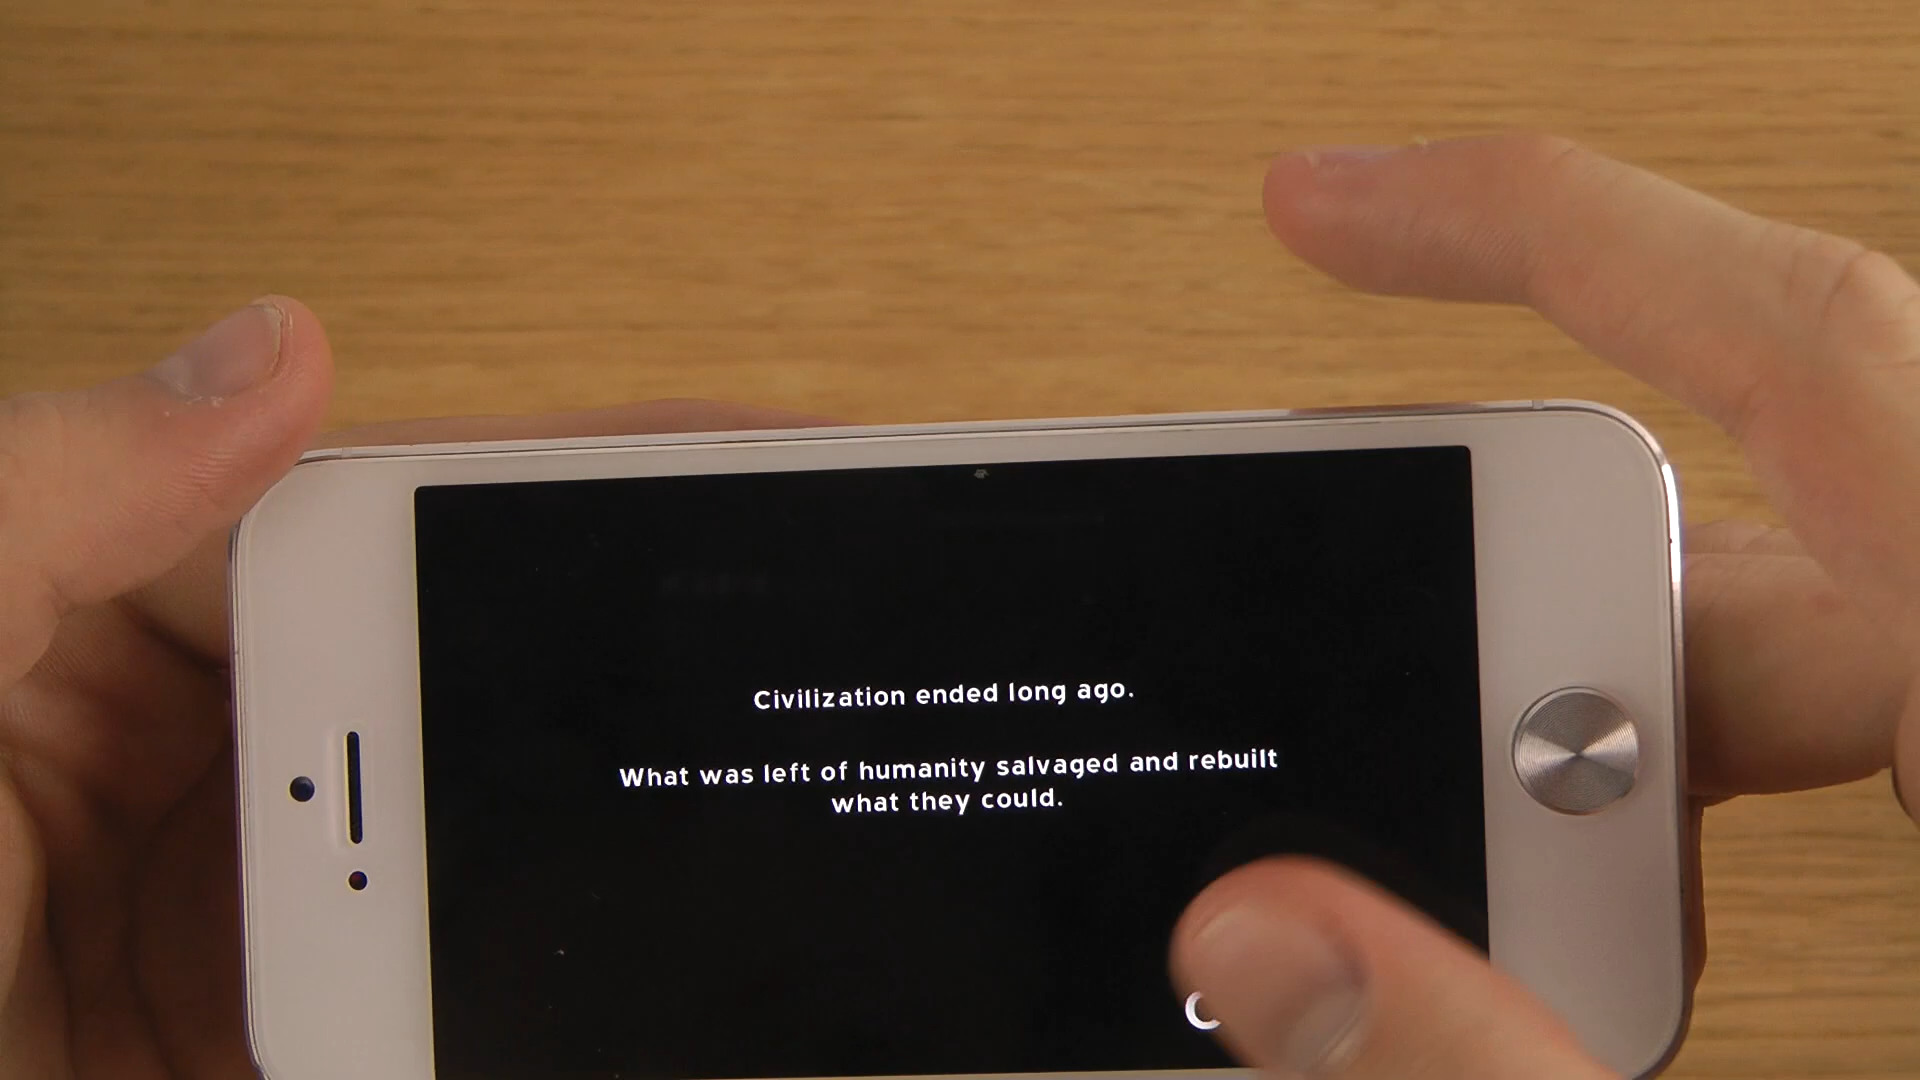 Civilization ended long ago.
What was left of humanity salvaged and rebuilt
what they could.